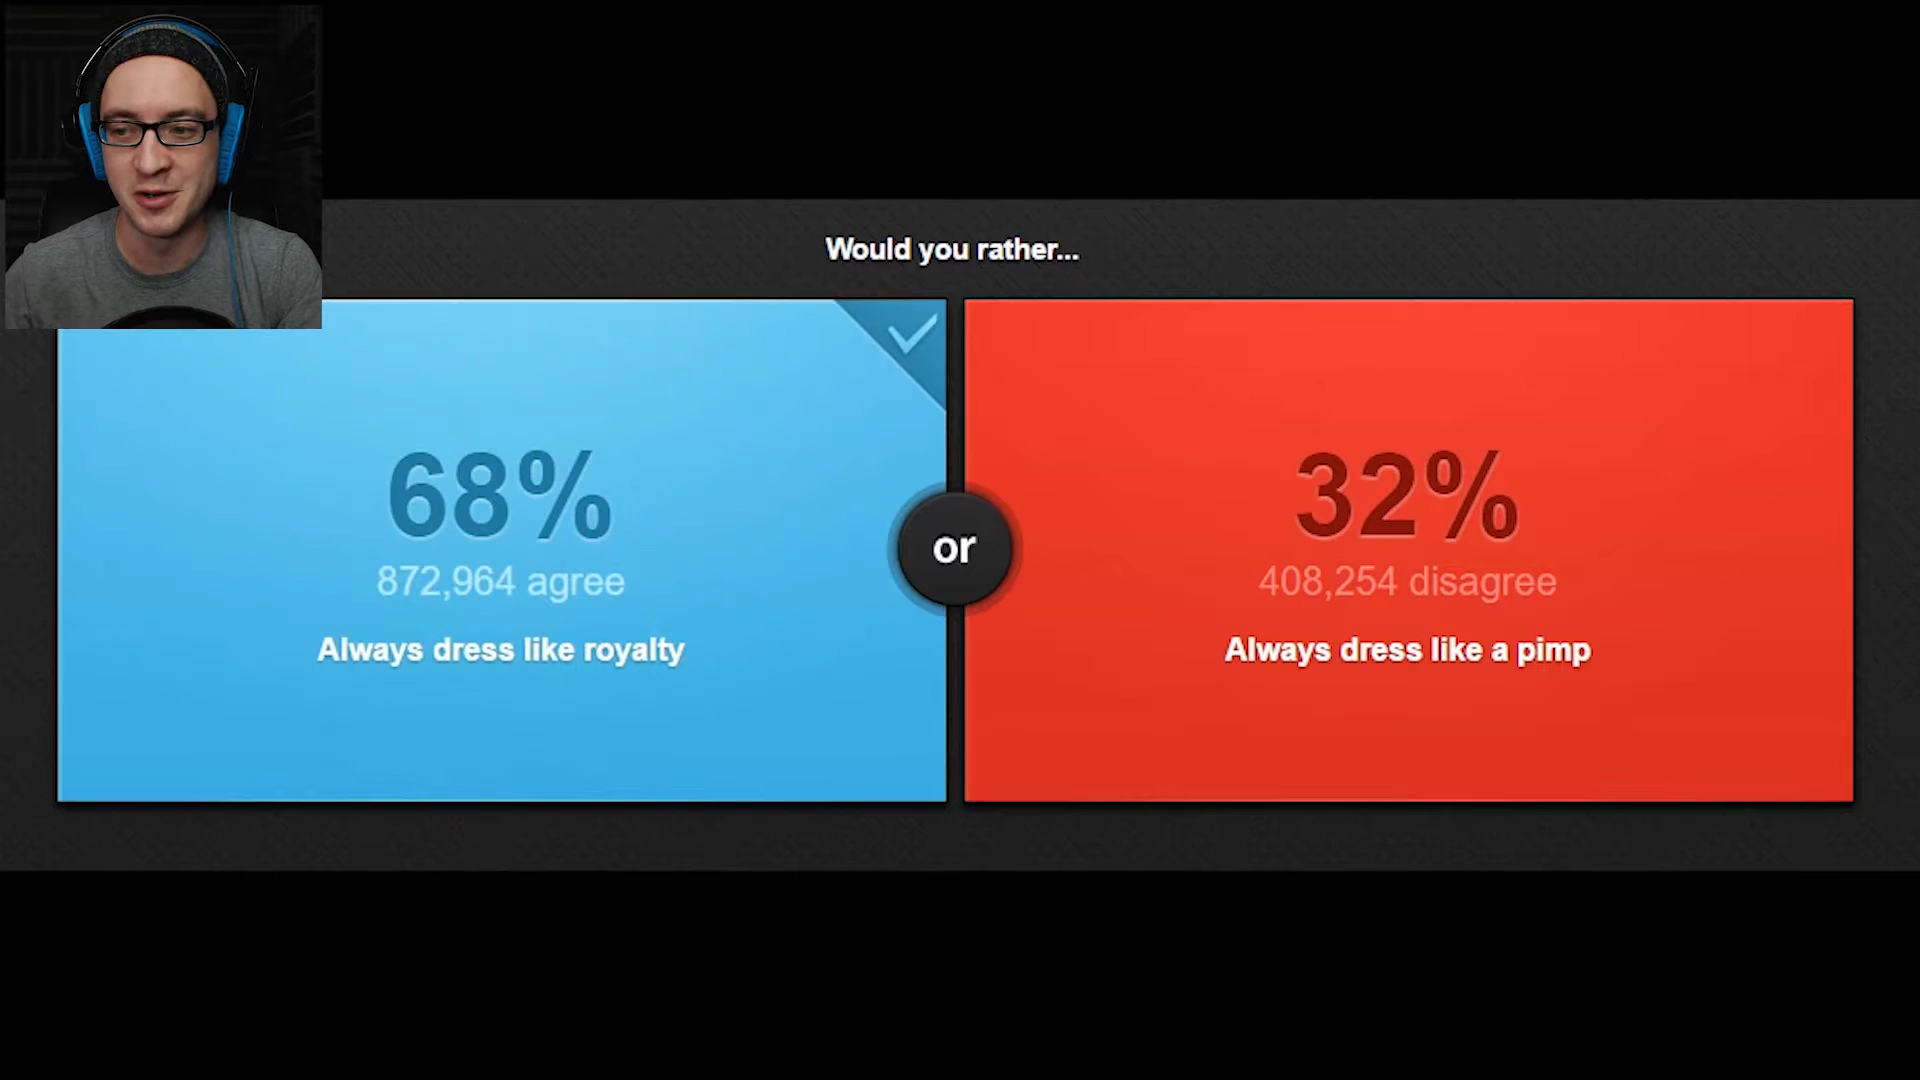 Would you rather...
68%
872,964 agree
Always dress like royalty
or
32%
408,254 disagree
Always dress like a pimp